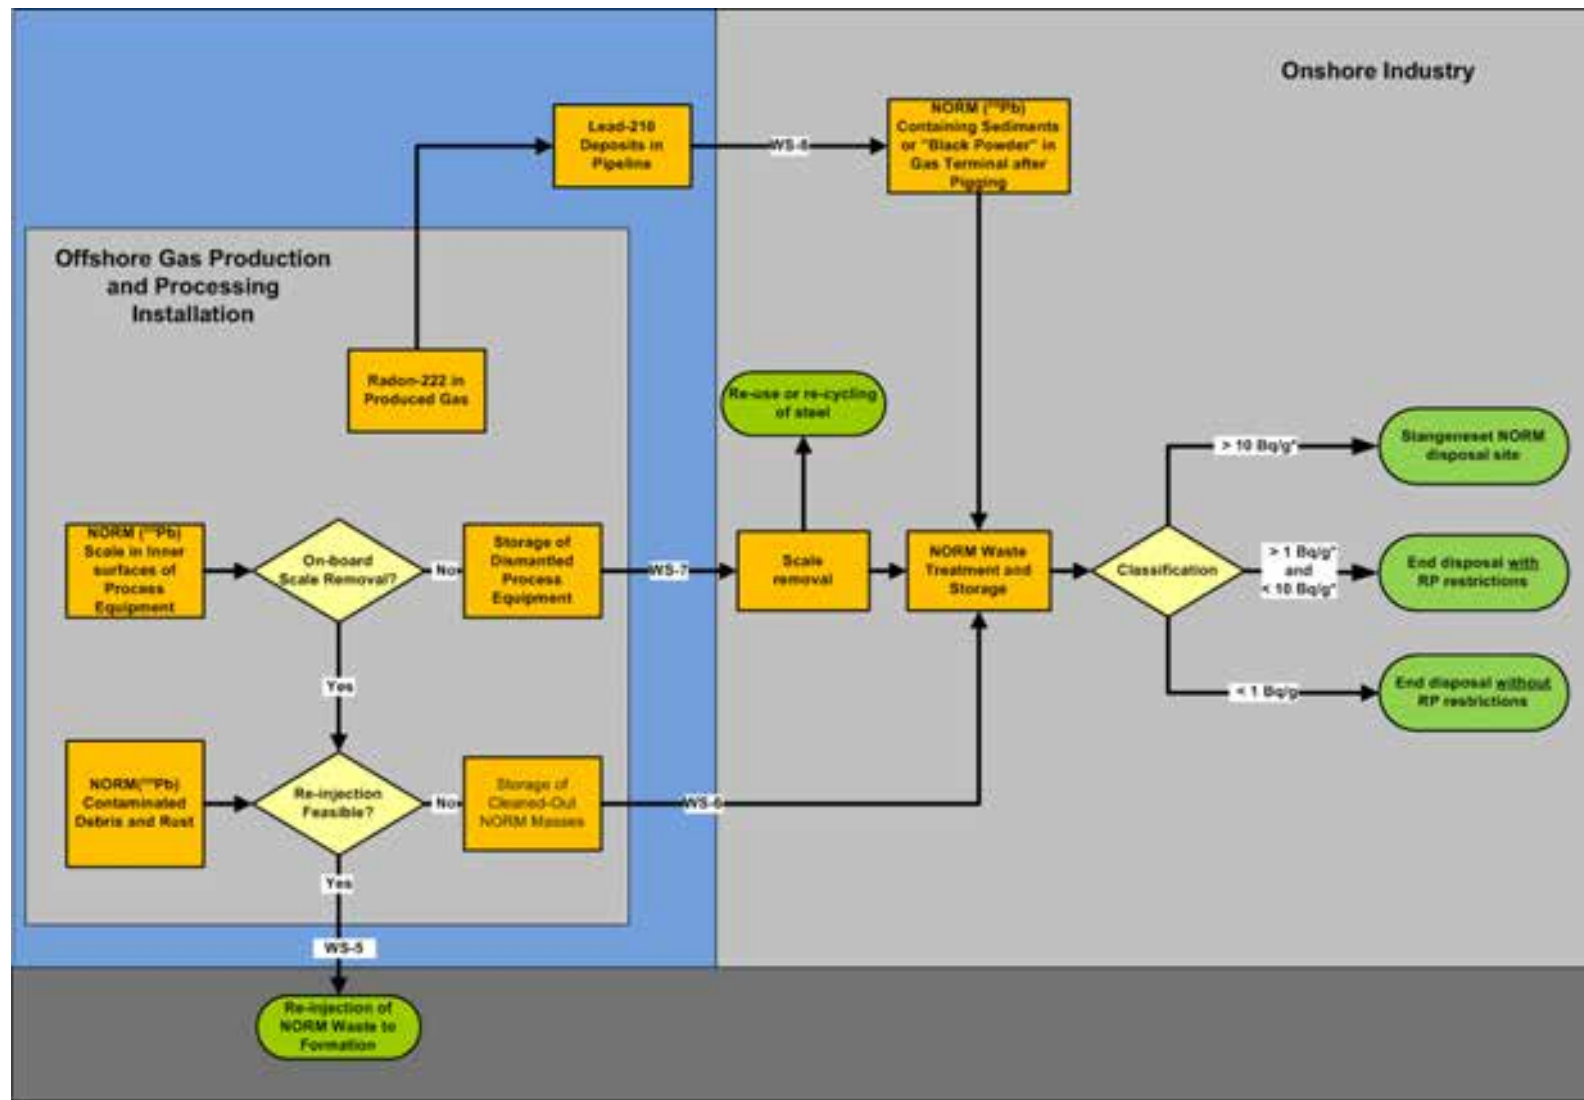 Onshore Industry
Lead-210
Deposits in
Pipeline
WS-8
NORM (²¹⁰Pb)
Containing Sediments
or "Black Powder" in
Gas Terminal after
Pigging
Offshore Gas Production
and Processing
Installation
Radon-222 in
Produced Gas
Re-use or re-cycling
of steel
> 10 Bq/g*
Stangeneset NORM
disposal site
NORM (²¹⁰Pb)
Scale in Inner
surfaces of
Process
Equipment
On-board
Scale Removal?
No
Storage of
Dismantled
Process
Equipment
WS-7
Scale
removal
NORM Waste
Treatment and
Storage
Classification
> 1 Bq/g*
and
< 10 Bq/g*
End disposal with
RP restrictions
Yes
< 1 Bq/g
End disposal without
RP restrictions
NORM(²¹⁰Pb)
Contaminated
Debris and Rust
Re-injection
Feasible?
No
Storage of
Cleaned-Out
NORM Masses
WS-6
Yes
WS-5
Re-injection of
NORM Waste to
Formation